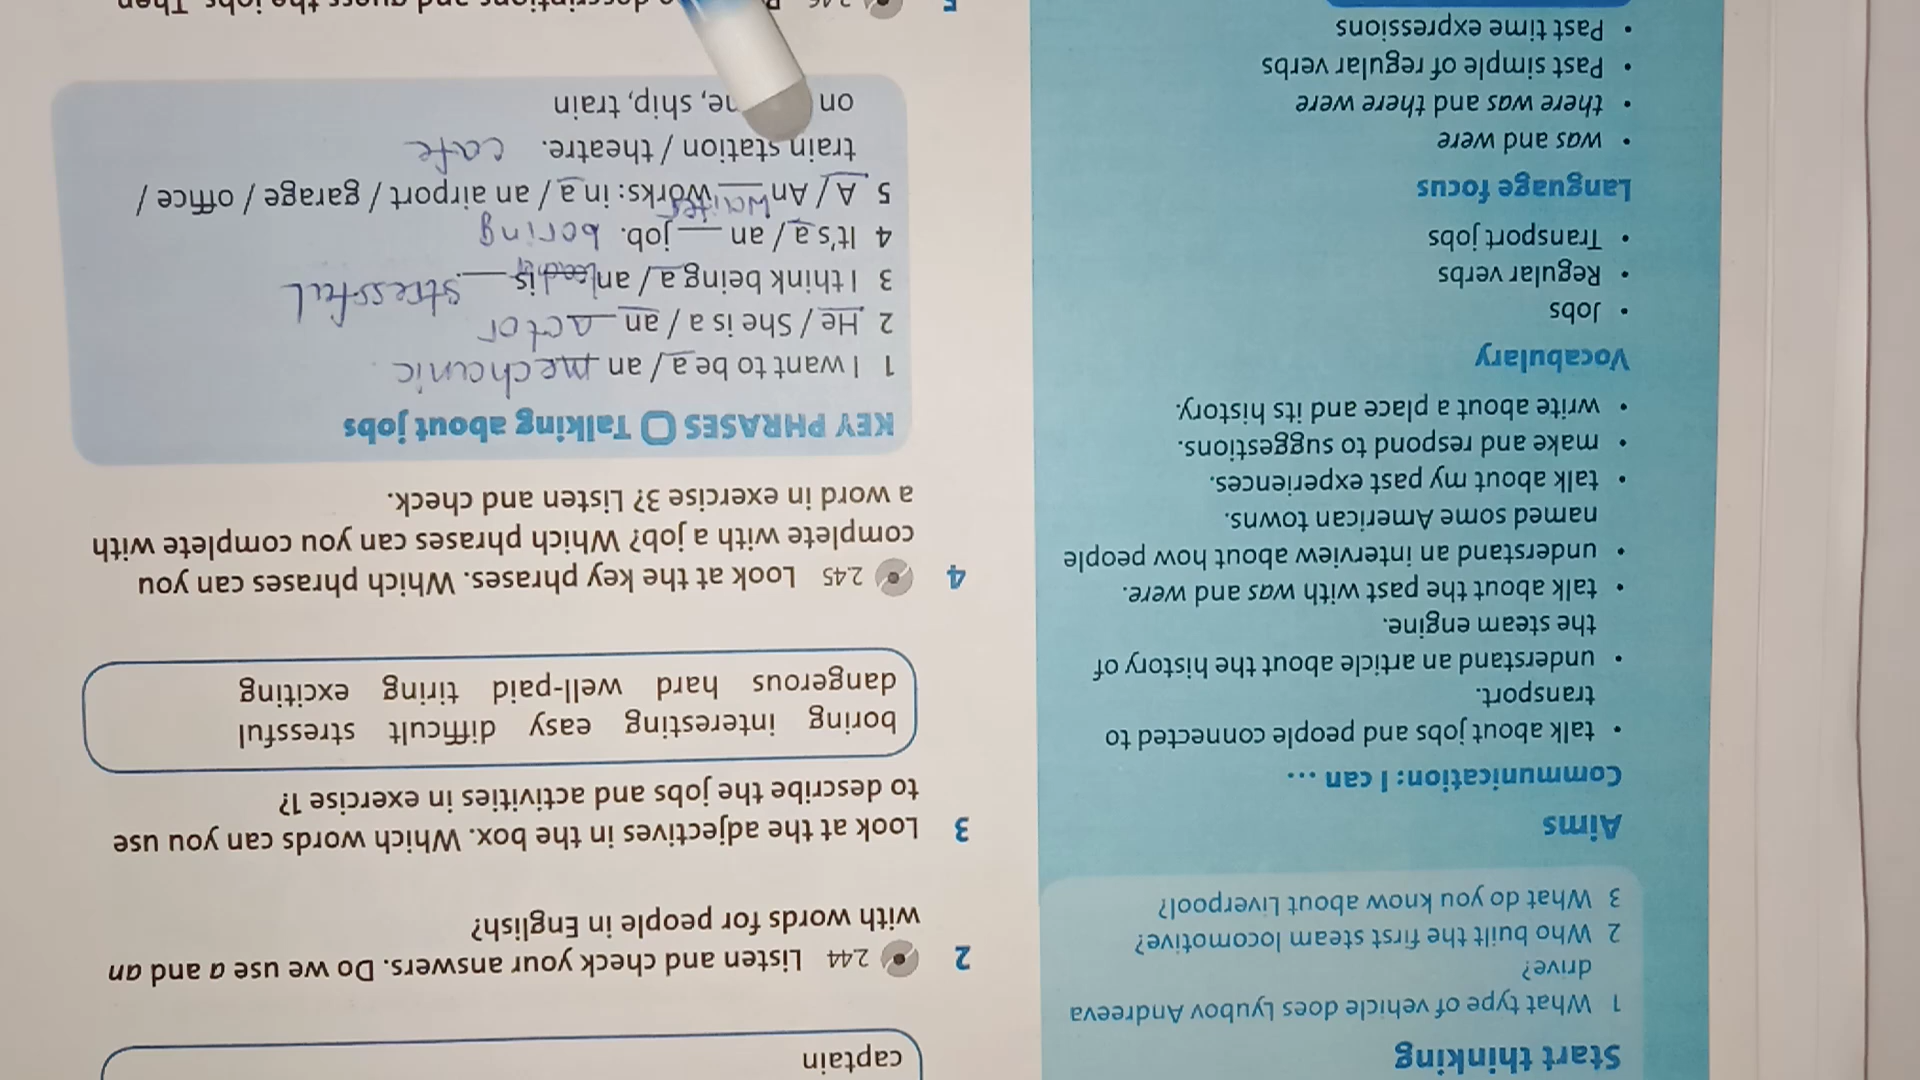 Start thinking
1 What type of vehicle does Lyubov Andreeva
drive?
2 Who built the first steam locomotive?
3 What do you know about Liverpool?
Aims
Communication: I can ...
• talk about jobs and people connected to
transport.
• understand an article about the history of
the steam engine.
• talk about the past with was and were.
• understand an interview about how people
named some American towns.
• talk about my past experiences.
• make and respond to suggestions.
• write about a place and its history.
Vocabulary
• Jobs
• Regular verbs
• Transport jobs
Language focus
• was and were
• there was and there were
• Past simple of regular verbs
• Past time expressions
captain
2 2.44 Listen and check your answers. Do we use a and an
with words for people in English?
3 Look at the adjectives in the box. Which words can you use
to describe the jobs and activities in exercise 1?
boring interesting easy difficult stressful
dangerous hard well-paid tiring exciting
4 2.45 Look at the key phrases. Which phrases can you
complete with a job? Which phrases can you complete with
a word in exercise 3? Listen and check.
KEY PHRASES Talking about jobs
1 I want to be a / an mechanic.
2 He / She is a / an actor
3 I think being a / an is stressful
4 It's a / an job. boring
5 A / An waiter works: in a / an airport / garage / office /
train station / theatre. cafe
on ship, train
5 2.46 descriptions and guess the jobs. Then